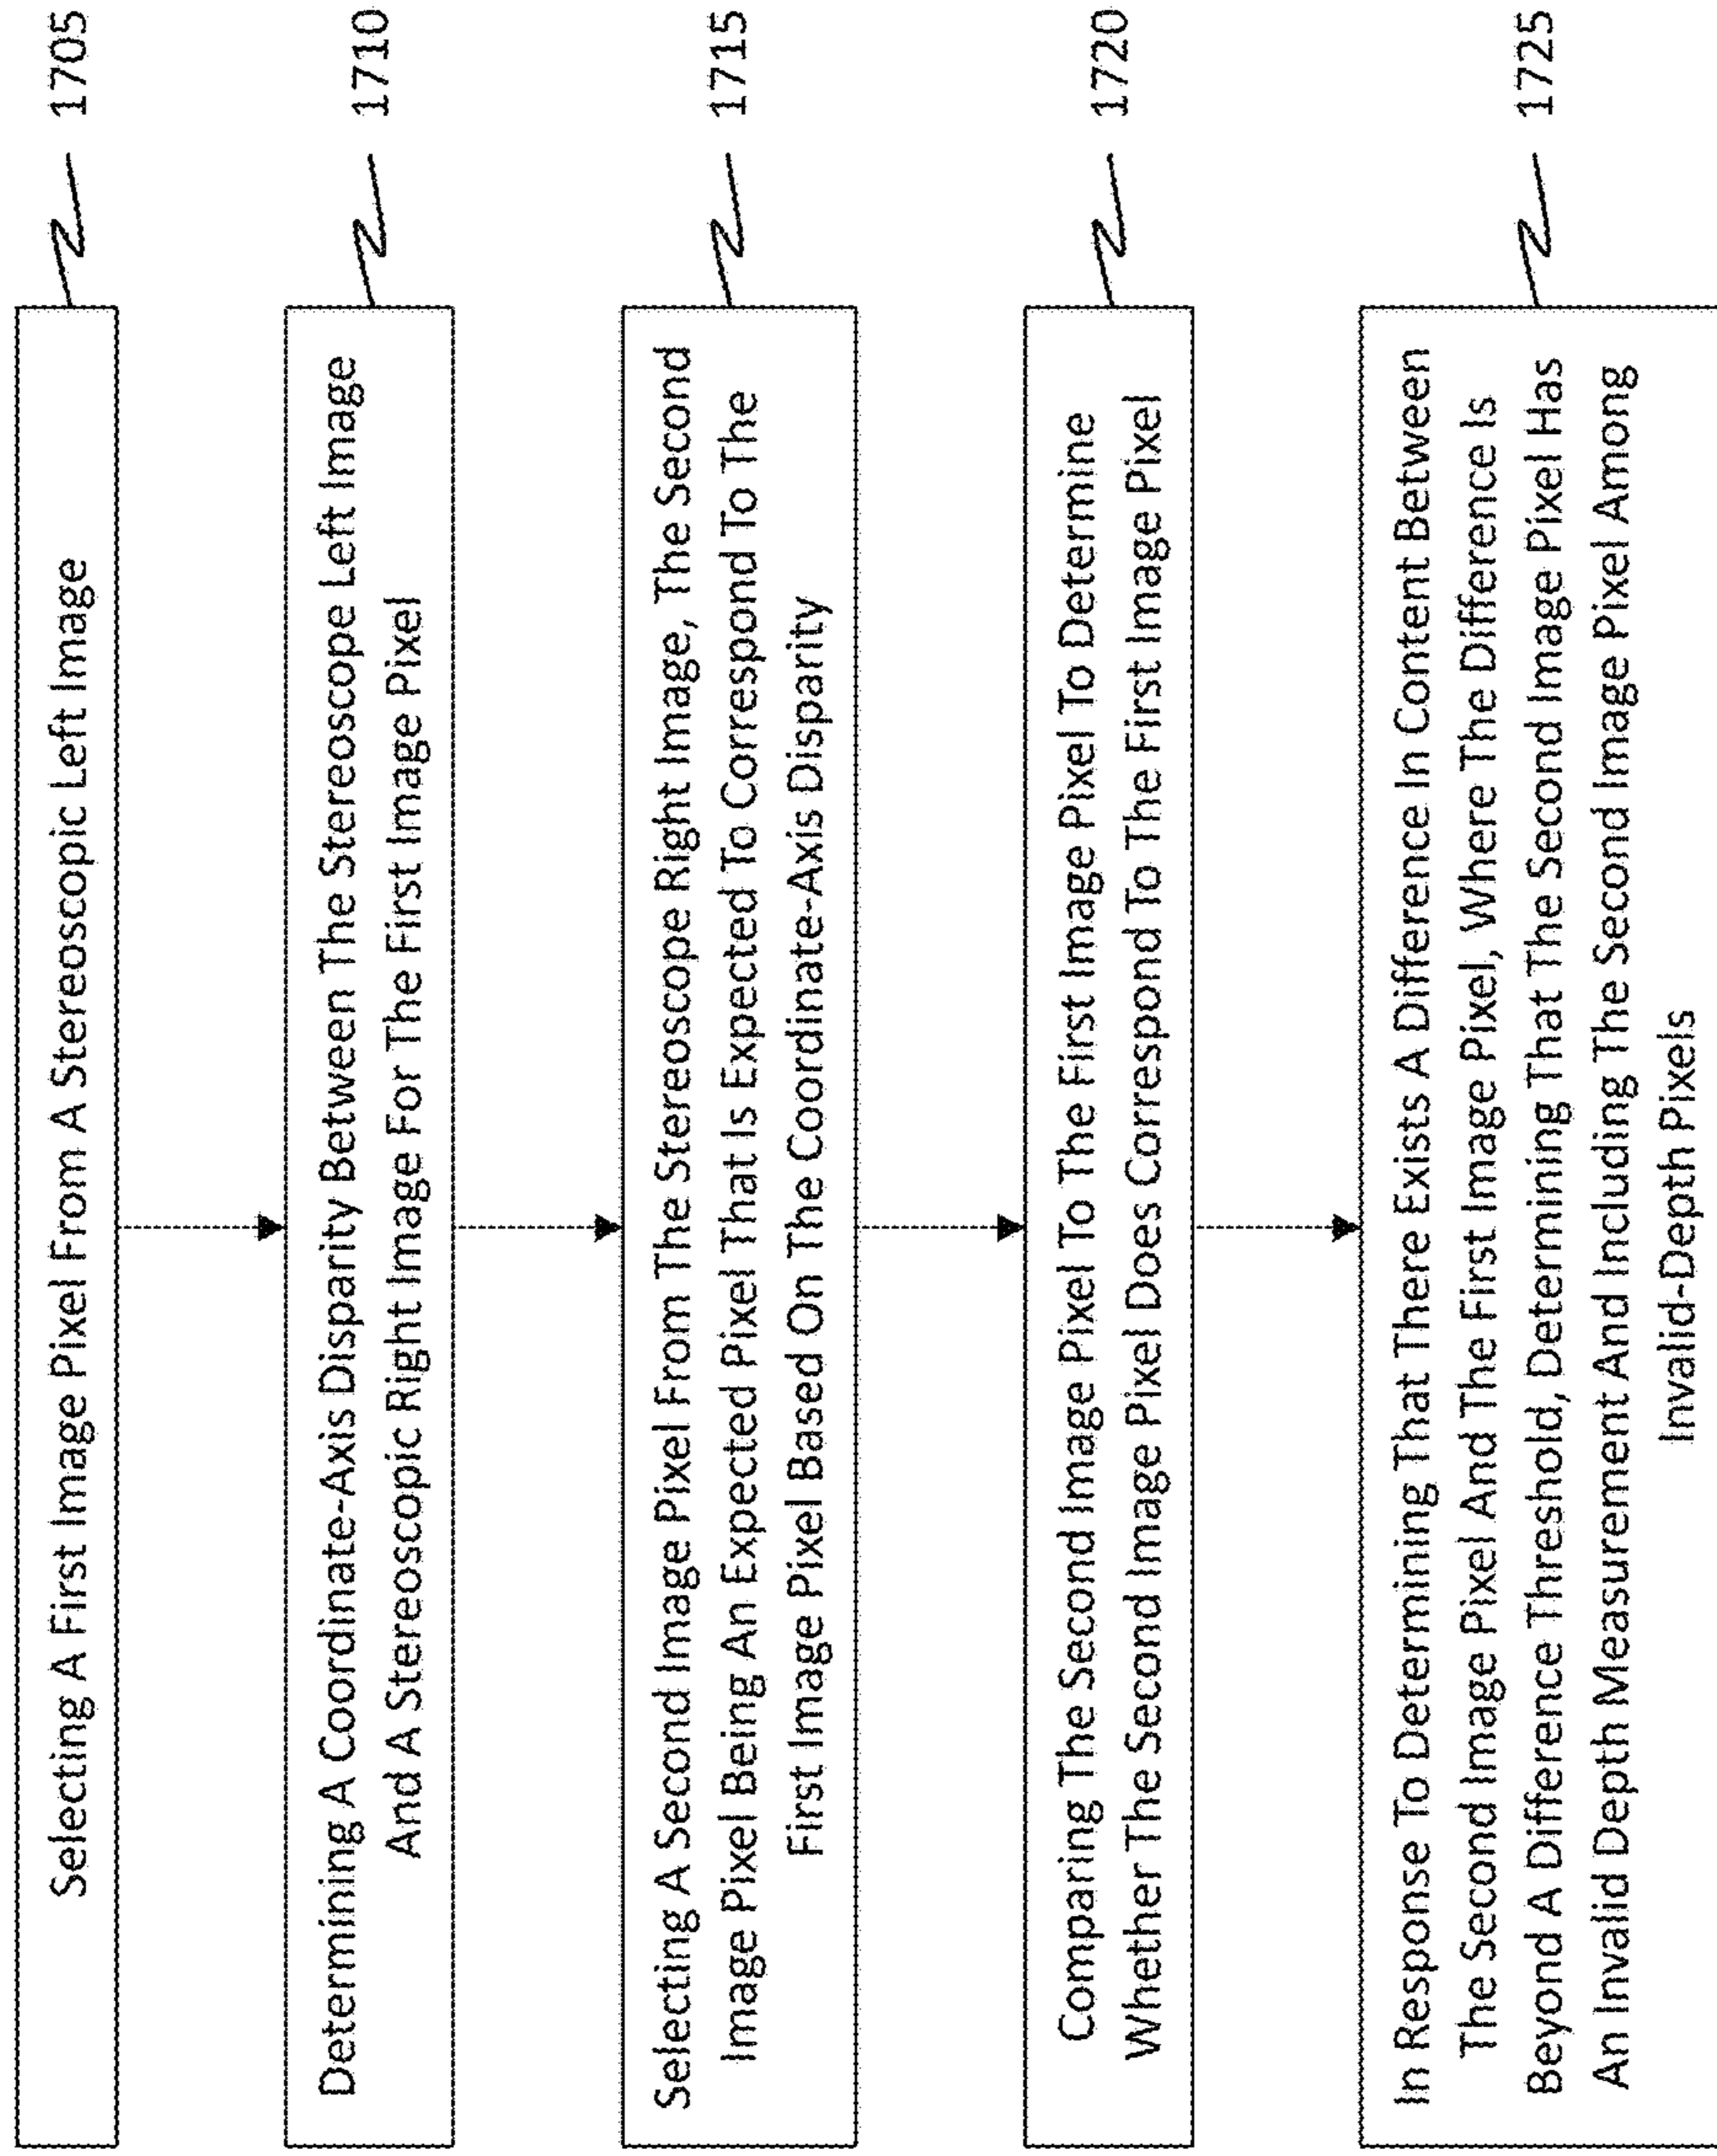 Selecting A First Image Pixel From A Stereoscopic Left Image
1705
Determining A Coordinate-Axis Disparity Between The Stereoscope Left Image
And A Stereoscopic Right Image For The First Image Pixel
1710
Selecting A Second Image Pixel From The Stereoscope Right Image, The Second
Image Pixel Being An Expected Pixel That Is Expected To Correspond To The
First Image Pixel Based On The Coordinate-Axis Disparity
1715
Comparing The Second Image Pixel To The First Image Pixel To Determine
Whether The Second Image Pixel Does Correspond To The First Image Pixel
1720
In Response To Determining That There Exists A Difference In Content Between
The Second Image Pixel And The First Image Pixel, Where The Difference Is
Beyond A Difference Threshold, Determining That The Second Image Pixel Has
An Invalid Depth Measurement And Including The Second Image Pixel Among
Invalid-Depth Pixels
1725